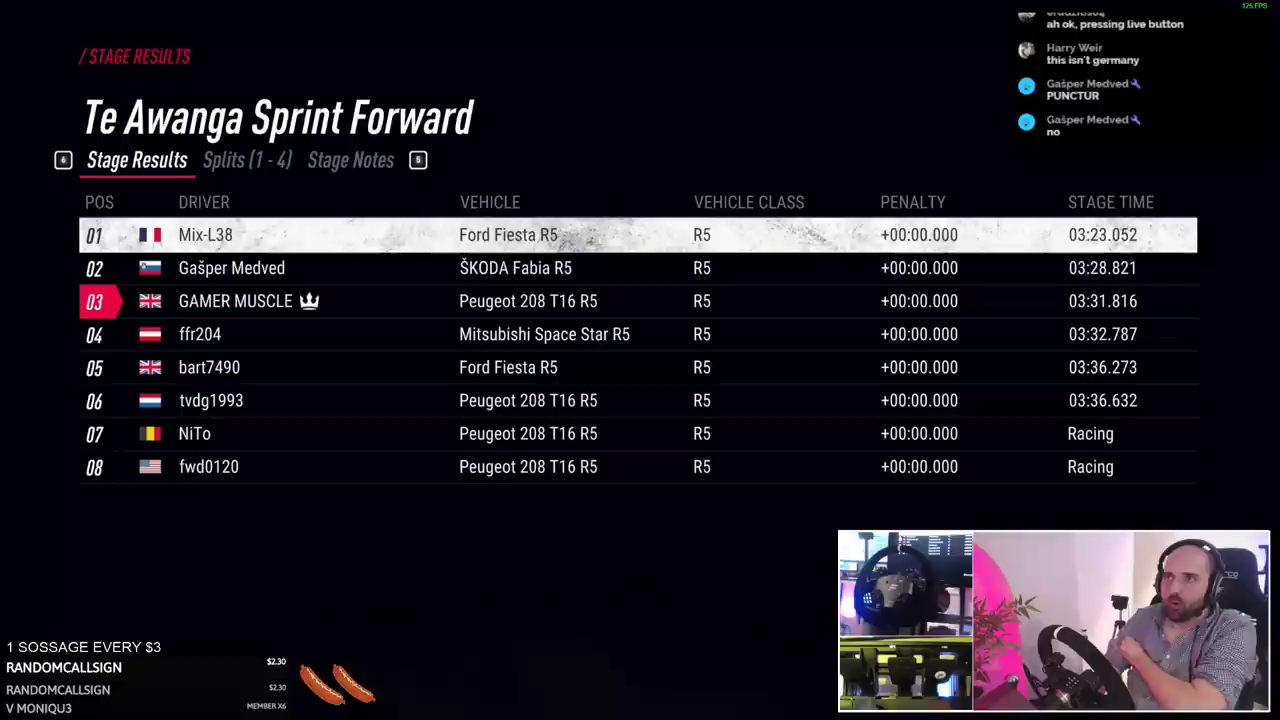 125 FPS
ah ok, pressing live button
Harry Weir
this isn't germany
Gašper Medved
PUNCTUR
Gašper Medved
no
/ STAGE RESULTS
Te Awanga Sprint Forward
6 Stage Results Splits (1 - 4) Stage Notes 5
POS DRIVER VEHICLE VEHICLE CLASS PENALTY STAGE TIME
01 Mix-L38 Ford Fiesta R5 R5 +00:00.000 03:23.052
02 Gašper Medved ŠKODA Fabia R5 R5 +00:00.000 03:28.821
03 GAMER MUSCLE Peugeot 208 T16 R5 R5 +00:00.000 03:31.816
04 ffr204 Mitsubishi Space Star R5 R5 +00:00.000 03:32.787
05 bart7490 Ford Fiesta R5 R5 +00:00.000 03:36.273
06 tvdg1993 Peugeot 208 T16 R5 R5 +00:00.000 03:36.632
07 NiTo Peugeot 208 T16 R5 R5 +00:00.000 Racing
08 fwd0120 Peugeot 208 T16 R5 R5 +00:00.000 Racing
1 SOSSAGE EVERY $3
RANDOMCALLSIGN $2.30
RANDOMCALLSIGN $2.30
V MONIQU3 MEMBER X6